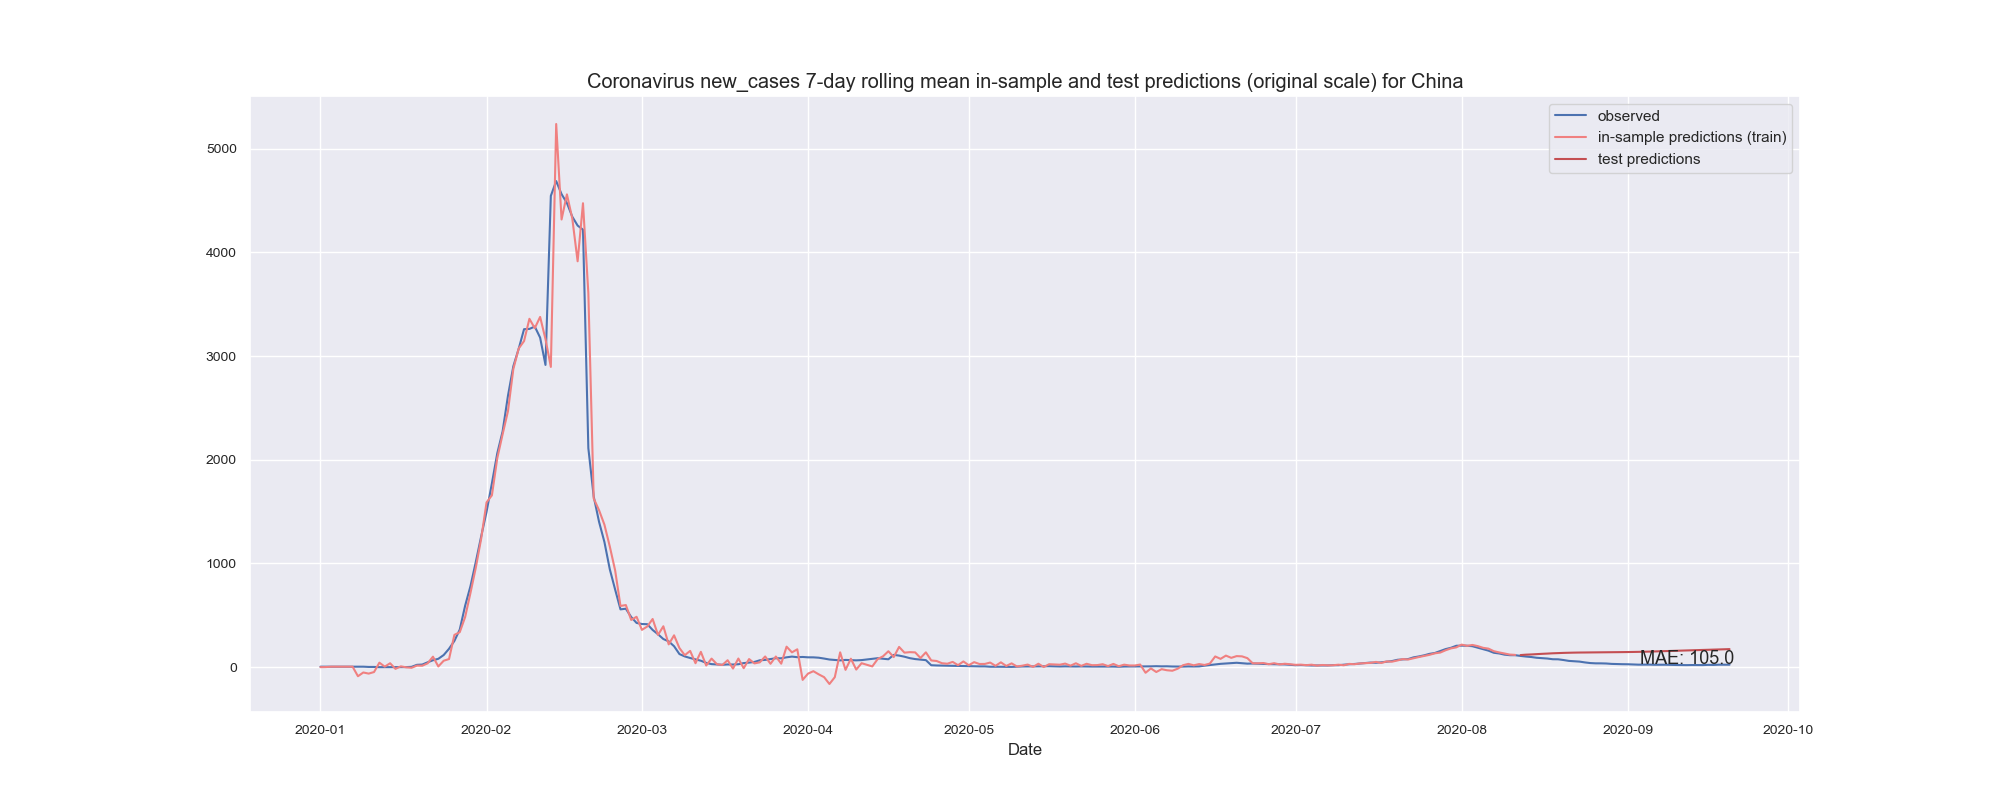 Coronavirus new_cases 7-day rolling mean in-sample and test predictions (original scale) for China
observed
in-sample predictions (train)
test predictions
5000
4000
3000
2000
1000
0
MAE: 105.0
2020-01 2020-02 2020-03 2020-04 2020-05 2020-06 2020-07 2020-08 2020-09 2020-10
Date